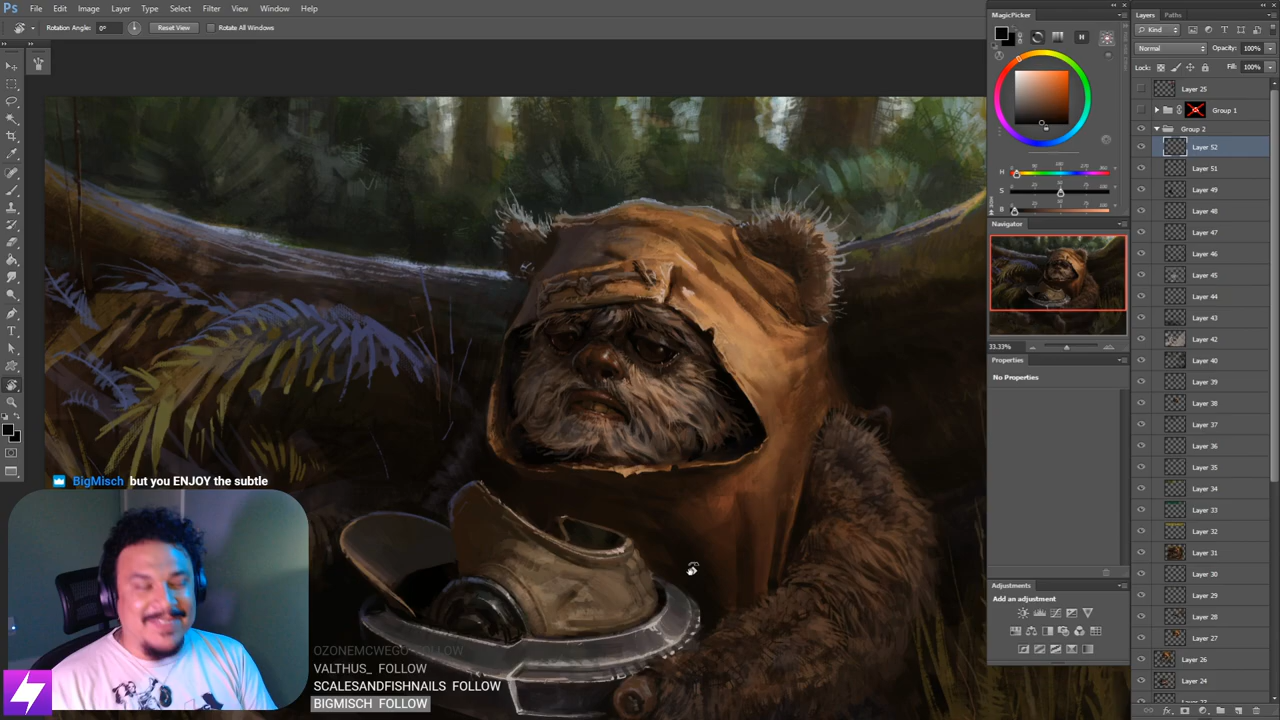 Ps File Edit Image Layer Type Select Filter View Window Help
Rotation Angle: 0° Reset View Rotate All Windows
MagicPicker
H
H
S
B
Navigator
33.33%
Properties
No Properties
Adjustments
Add an adjustment
Layers Paths
Kind
Normal Opacity: 100%
Lock: Fill: 100%
Layer 25
Group 1
Group 2
Layer 52
Layer 51
Layer 49
Layer 48
Layer 47
Layer 46
Layer 45
Layer 44
Layer 43
Layer 42
Layer 40
Layer 39
Layer 38
Layer 37
Layer 36
Layer 35
Layer 34
Layer 33
Layer 32
Layer 31
Layer 30
Layer 29
Layer 28
Layer 27
Layer 26
Layer 24
BigMisch but you ENJOY the subtle
OZONEMCWEGO FOLLOW
VALTHUS_ FOLLOW
SCALESANDFISHNAILS FOLLOW
BIGMISCH FOLLOW